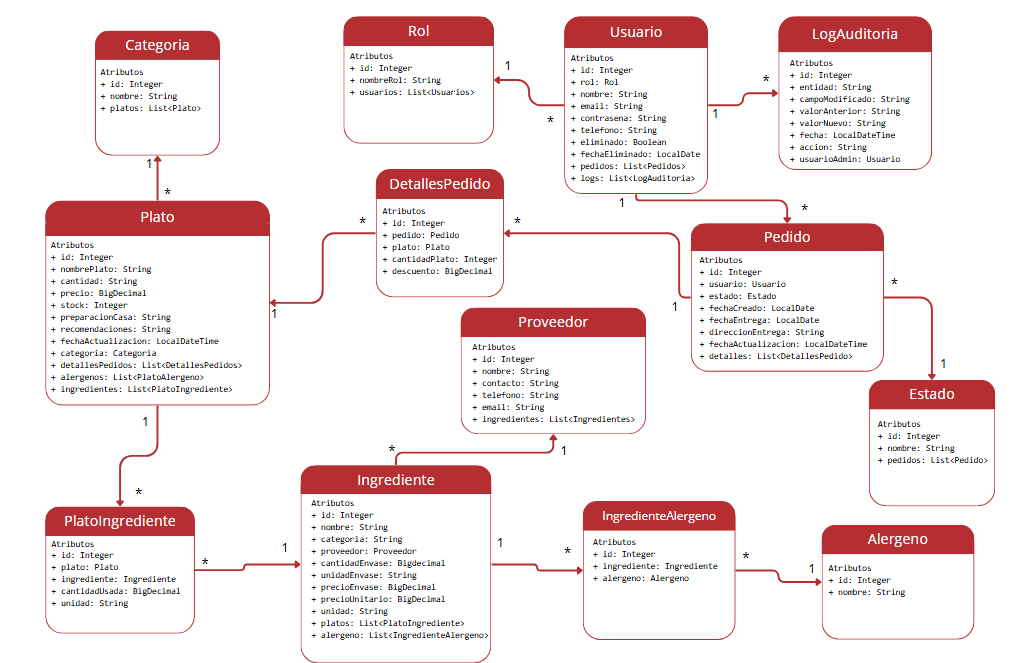 Categoria
Atributos
+ id: Integer
+ nombre: String
+ platos: List<Plato>
Rol
Atributos
+ id: Integer
+ nombreRol: String
+ usuarios: List<Usuarios>
Usuario
Atributos
+ id: Integer
+ rol: Rol
+ nombre: String
+ email: String
+ contrasena: String
+ telefono: String
+ eliminado: Boolean
+ fechaEliminado: LocalDate
+ pedidos: List<Pedidos>
+ logs: List<LogAuditoria>
LogAuditoria
Atributos
+ id: Integer
+ entidad: String
+ campoModificado: String
+ valorAnterior: String
+ valorNuevo: String
+ fecha: LocalDateTime
+ accion: String
+ usuarioAdmin: Usuario
1
*
1
*
1
*
DetallesPedido
Atributos
+ id: Integer
+ pedido: Pedido
+ plato: Plato
+ cantidadPlato: Integer
+ descuento: BigDecimal
1
*
Plato
Atributos
+ id: Integer
+ nombrePlato: String
+ cantidad: String
+ precio: BigDecimal
+ stock: Integer
+ preparacionCasa: String
+ recomendaciones: String
+ fechaActualizacion: LocalDateTime
+ categoria: Categoria
+ detallesPedidos: List<DetallesPedidos>
+ alergenos: List<PlatoAlergeno>
+ ingredientes: List<PlatoIngrediente>
*
1
*
1
Pedido
Atributos
+ id: Integer
+ usuario: Usuario
+ estado: Estado
+ fechaCreado: LocalDate
+ fechaEntrega: LocalDate
+ direccionEntrega: String
+ fechaActualizacion: LocalDateTime
+ detalles: List<DetallesPedido>
*
1
Proveedor
Atributos
+ id: Integer
+ nombre: String
+ contacto: String
+ telefono: String
+ email: String
+ ingredientes: List<Ingredientes>
Estado
Atributos
+ id: Integer
+ nombre: String
+ pedidos: List<Pedido>
1
*
*
1
PlatoIngrediente
Atributos
+ id: Integer
+ plato: Plato
+ ingrediente: Ingrediente
+ cantidadUsada: BigDecimal
+ unidad: String
*
1
Ingrediente
Atributos
+ id: Integer
+ nombre: String
+ categoria: String
+ proveedor: Proveedor
+ cantidadEnvase: Bigdecimal
+ unidadEnvase: String
+ precioEnvase: BigDecimal
+ precioUnitario: BigDecimal
+ unidad: String
+ platos: List<PlatoIngrediente>
+ alergeno: List<IngredienteAlergeno>
1
*
IngredienteAlergeno
Atributos
+ id: Integer
+ ingrediente: Ingrediente
+ alergeno: Alergeno
*
1
Alergeno
Atributos
+ id: Integer
+ nombre: String